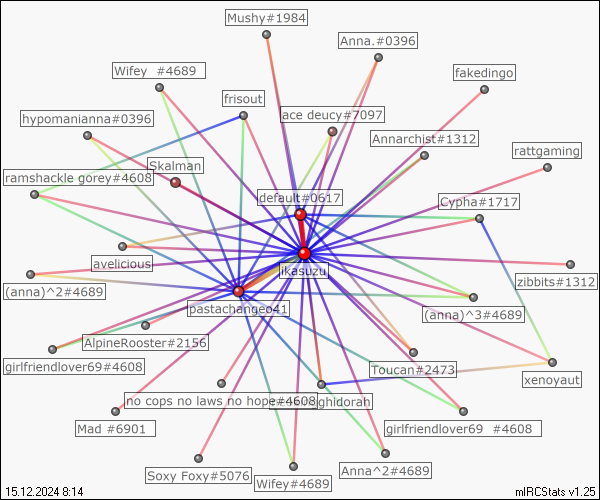 Mushy#1984
Anna.#0396
Wifey #4689
fakedingo
frisout
hypomanianna#0396
ace deucy#7097
Annarchist#1312
rattgaming
Skalman
ramshackle gorey#4608
default#0617
Cypha#1717
avelicious
ikasuzu
zibbits#1312
(anna)^2#4689
pastachangeo41
(anna)^3#4689
AlpineRooster#2156
girlfriendlover69#4608
Toucan#2473
xenoyaut
no cops no laws no hope#4608
ghidorah
Mad #6901
girlfriendlover69 #4608
Anna^2#4689
Soxy Foxy#5076
Wifey#4689
15.12.2024 8:14
mIRCStats v1.25